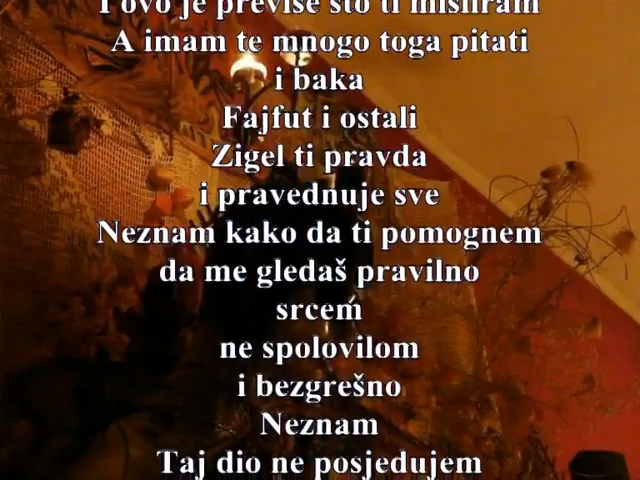 I ovo je previše što ti misliram
A imam te mnogo toga pitati
i baka
Fajfut i ostali
Zigel ti pravda
i pravednuje sve
Neznam kako da ti pomognem
da me gledaš pravilno
srcem
ne spolovilom
i bezgrešno
Neznam
Taj dio ne posjedujem